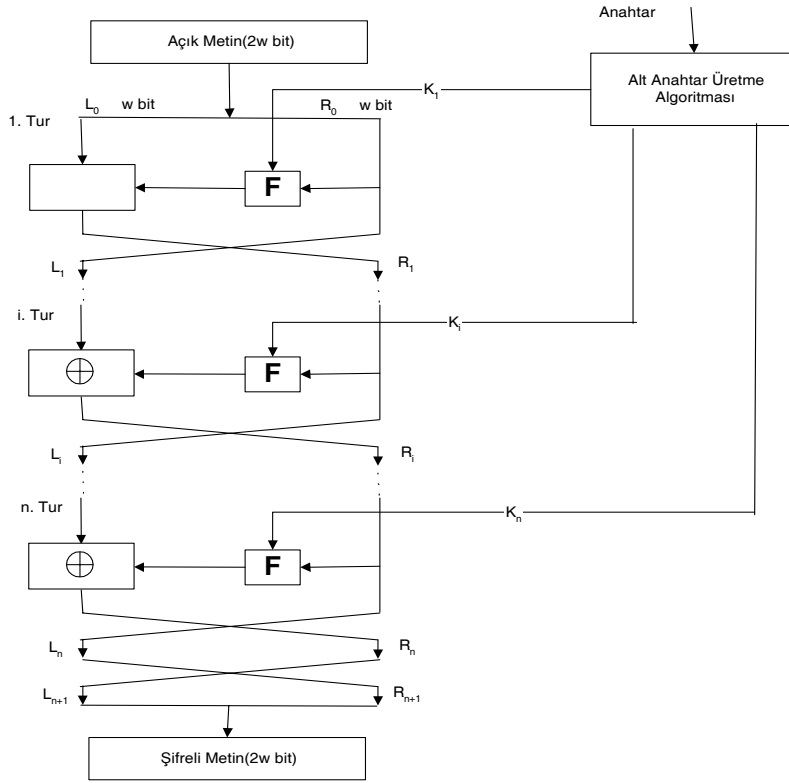 Anahtar
Açık Metin(2w bit)
Alt Anahtar Üretme
Algoritması
L0 w bit
R0 w bit
K1
1. Tur
F
L1
R1
i. Tur
Ki
F
Li
Ri
n. Tur
Kn
F
Ln
Rn
Ln+1
Rn+1
Şifreli Metin(2w bit)